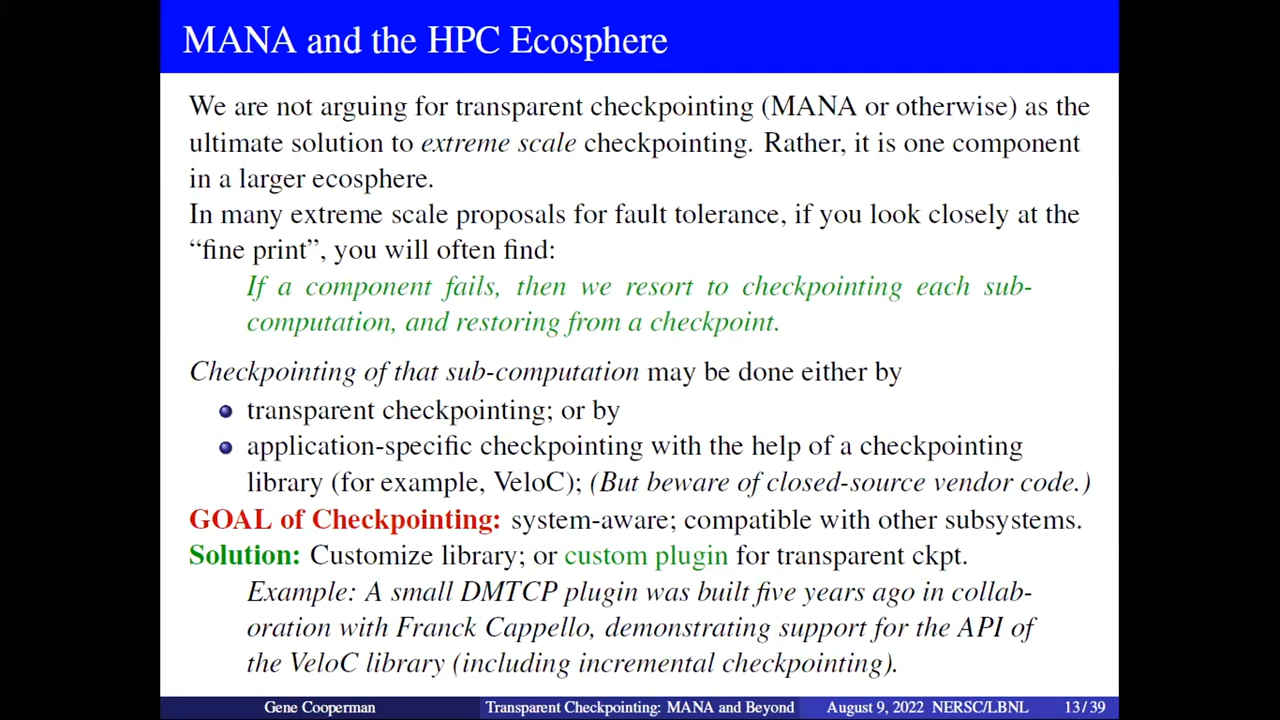 MANA and the HPC Ecosphere
We are not arguing for transparent checkpointing (MANA or otherwise) as the
ultimate solution to extreme scale checkpointing. Rather, it is one component
in a larger ecosphere.
In many extreme scale proposals for fault tolerance, if you look closely at the
“fine print”, you will often find:
If a component fails, then we resort to checkpointing each sub-
computation, and restoring from a checkpoint.
Checkpointing of that sub-computation may be done either by
transparent checkpointing; or by
application-specific checkpointing with the help of a checkpointing
library (for example, VeloC); (But beware of closed-source vendor code.)
GOAL of Checkpointing: system-aware; compatible with other subsystems.
Solution: Customize library; or custom plugin for transparent ckpt.
Example: A small DMTCP plugin was built five years ago in collab-
oration with Franck Cappello, demonstrating support for the API of
the VeloC library (including incremental checkpointing).
Gene Cooperman Transparent Checkpointing: MANA and Beyond August 9, 2022 NERSC/LBNL 13 / 39